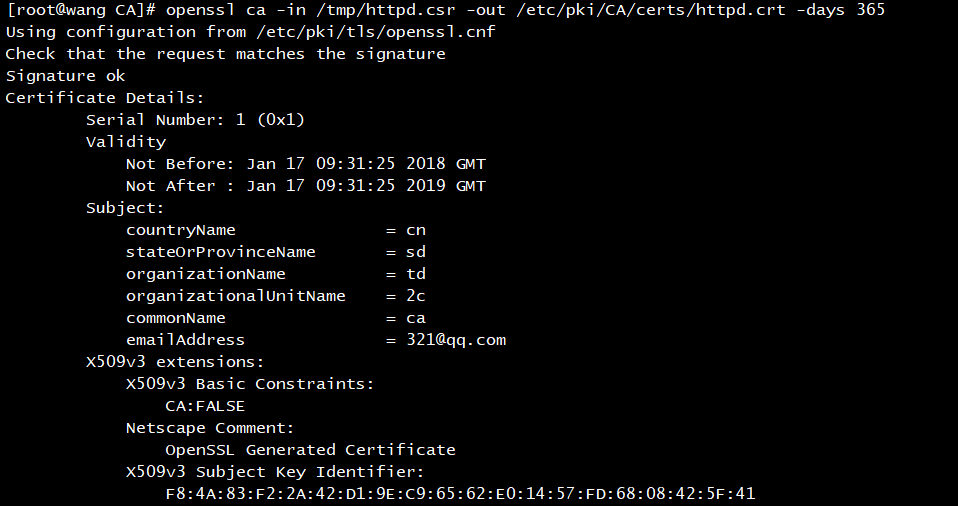 [root@wang CA]# openssl ca -in /tmp/httpd.csr -out /etc/pki/CA/certs/httpd.crt -days 365
Using configuration from /etc/pki/tls/openssl.cnf
Check that the request matches the signature
Signature ok
Certificate Details:
Serial Number: 1 (0x1)
Validity
Not Before: Jan 17 09:31:25 2018 GMT
Not After : Jan 17 09:31:25 2019 GMT
Subject:
countryName = cn
stateOrProvinceName = sd
organizationName = td
organizationalUnitName = 2c
commonName = ca
emailAddress = 321@qq.com
X509v3 extensions:
X509v3 Basic Constraints:
CA:FALSE
Netscape Comment:
OpenSSL Generated Certificate
X509v3 Subject Key Identifier:
F8:4A:83:F2:2A:42:D1:9E:C9:65:62:E0:14:57:FD:68:08:42:5F:41